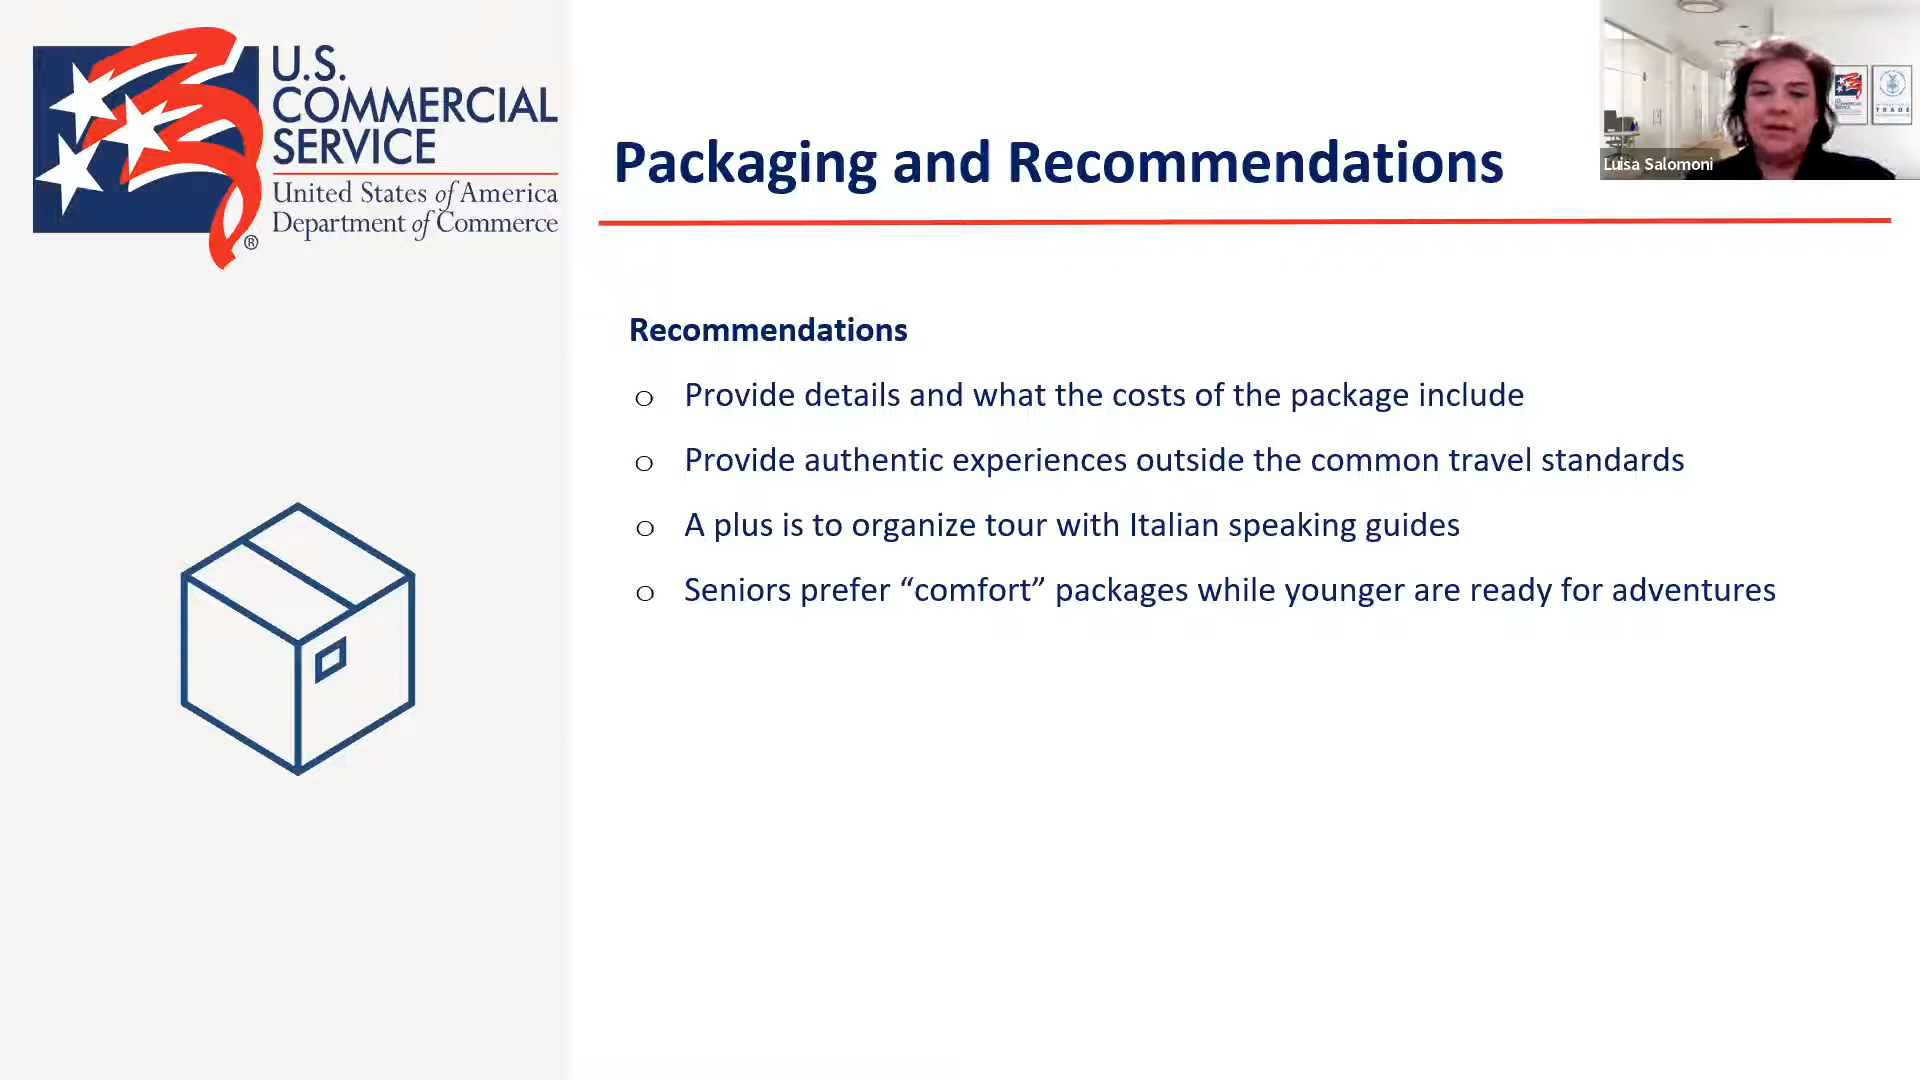 U.S.
COMMERCIAL
SERVICE
United States of America
Department of Commerce
®
Packaging and Recommendations
Luisa Salomoni
TRADE
Recommendations
o Provide details and what the costs of the package include
o Provide authentic experiences outside the common travel standards
o A plus is to organize tour with Italian speaking guides
o Seniors prefer “comfort” packages while younger are ready for adventures